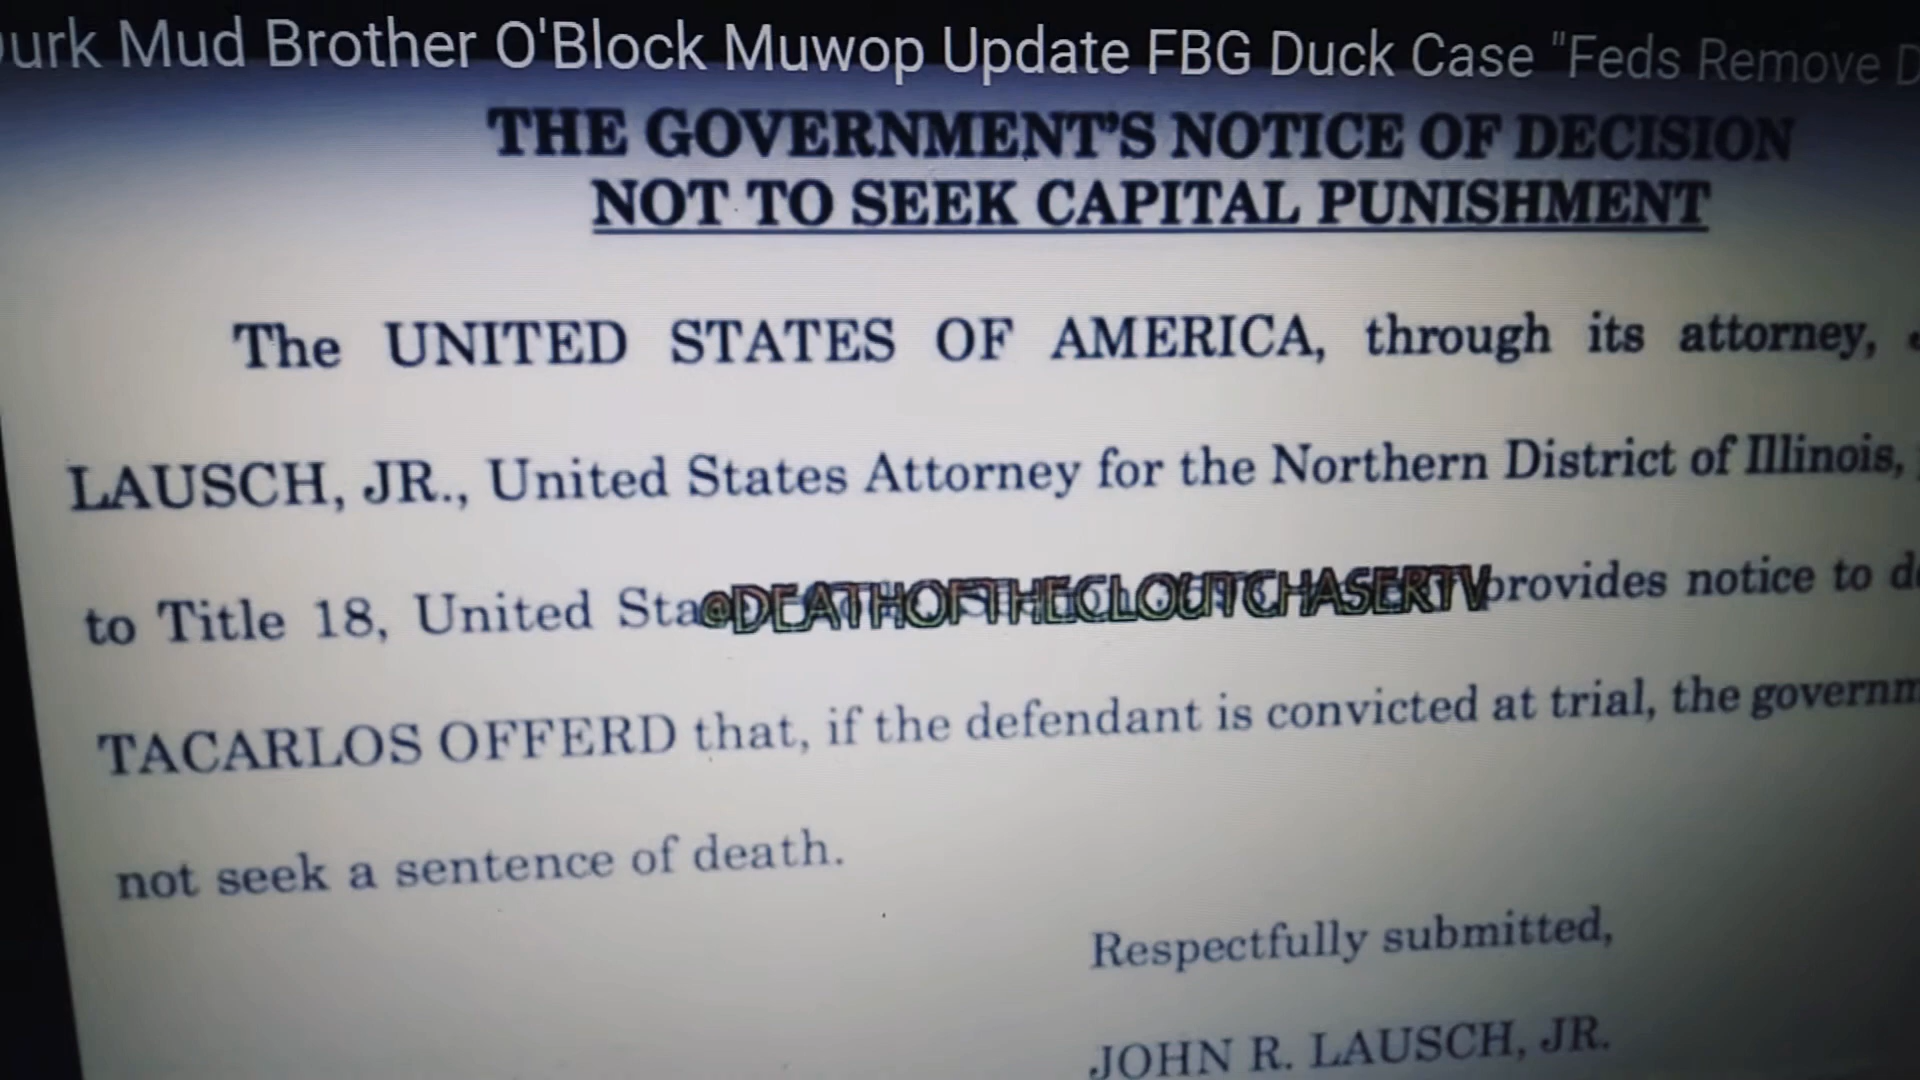 urk Mud Brother O'Block Muwop Update FBG Duck Case "Feds Remove D
THE GOVERNMENT'S NOTICE OF DECISION
NOT TO SEEK CAPITAL PUNISHMENT
The UNITED STATES OF AMERICA, through its attorney,
LAUSCH, JR., United States Attorney for the Northern District of Illinois,
to Title 18, United Sta @DEATHOFTHECLOUTCHASERTV provides notice to d
TACARLOS OFFERD that, if the defendant is convicted at trial, the governm
not seek a sentence of death.
Respectfully submitted,
JOHN R. LAUSCH, JR.